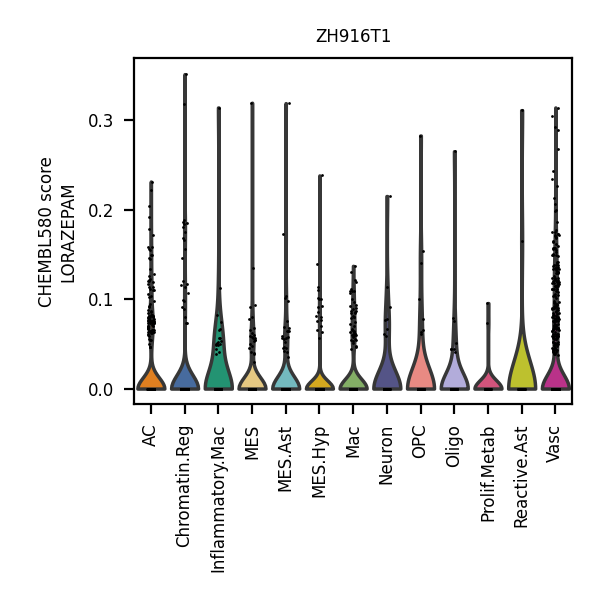 ZH916T1
CHEMBL580 score
LORAZEPAM
0.3
0.2
0.1
0.0
AC
Chromatin.Reg
Inflammatory.Mac
MES
MES.Ast
MES.Hyp
Mac
Neuron
OPC
Oligo
Prolif.Metab
Reactive.Ast
Vasc